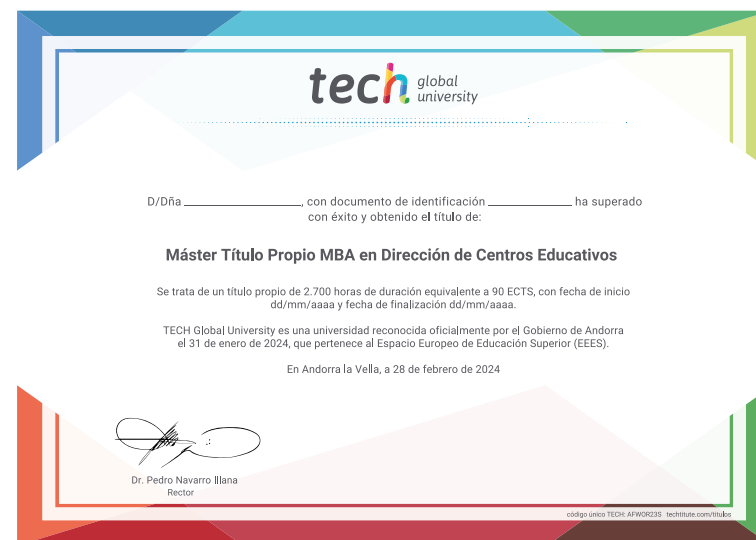 tech global university
D/Dña ____________________, con documento de identificación ______________ ha superado
con éxito y obtenido el título de:
Máster Título Propio MBA en Dirección de Centros Educativos
Se trata de un título propio de 2.700 horas de duración equivalente a 90 ECTS, con fecha de inicio
dd/mm/aaaa y fecha de finalización dd/mm/aaaa.
TECH Global University es una universidad reconocida oficialmente por el Gobierno de Andorra
el 31 de enero de 2024, que pertenece al Espacio Europeo de Educación Superior (EEES).
En Andorra la Vella, a 28 de febrero de 2024
Dr. Pedro Navarro Illana
Rector
código único TECH: AFWOR23S techtitute.com/titulos